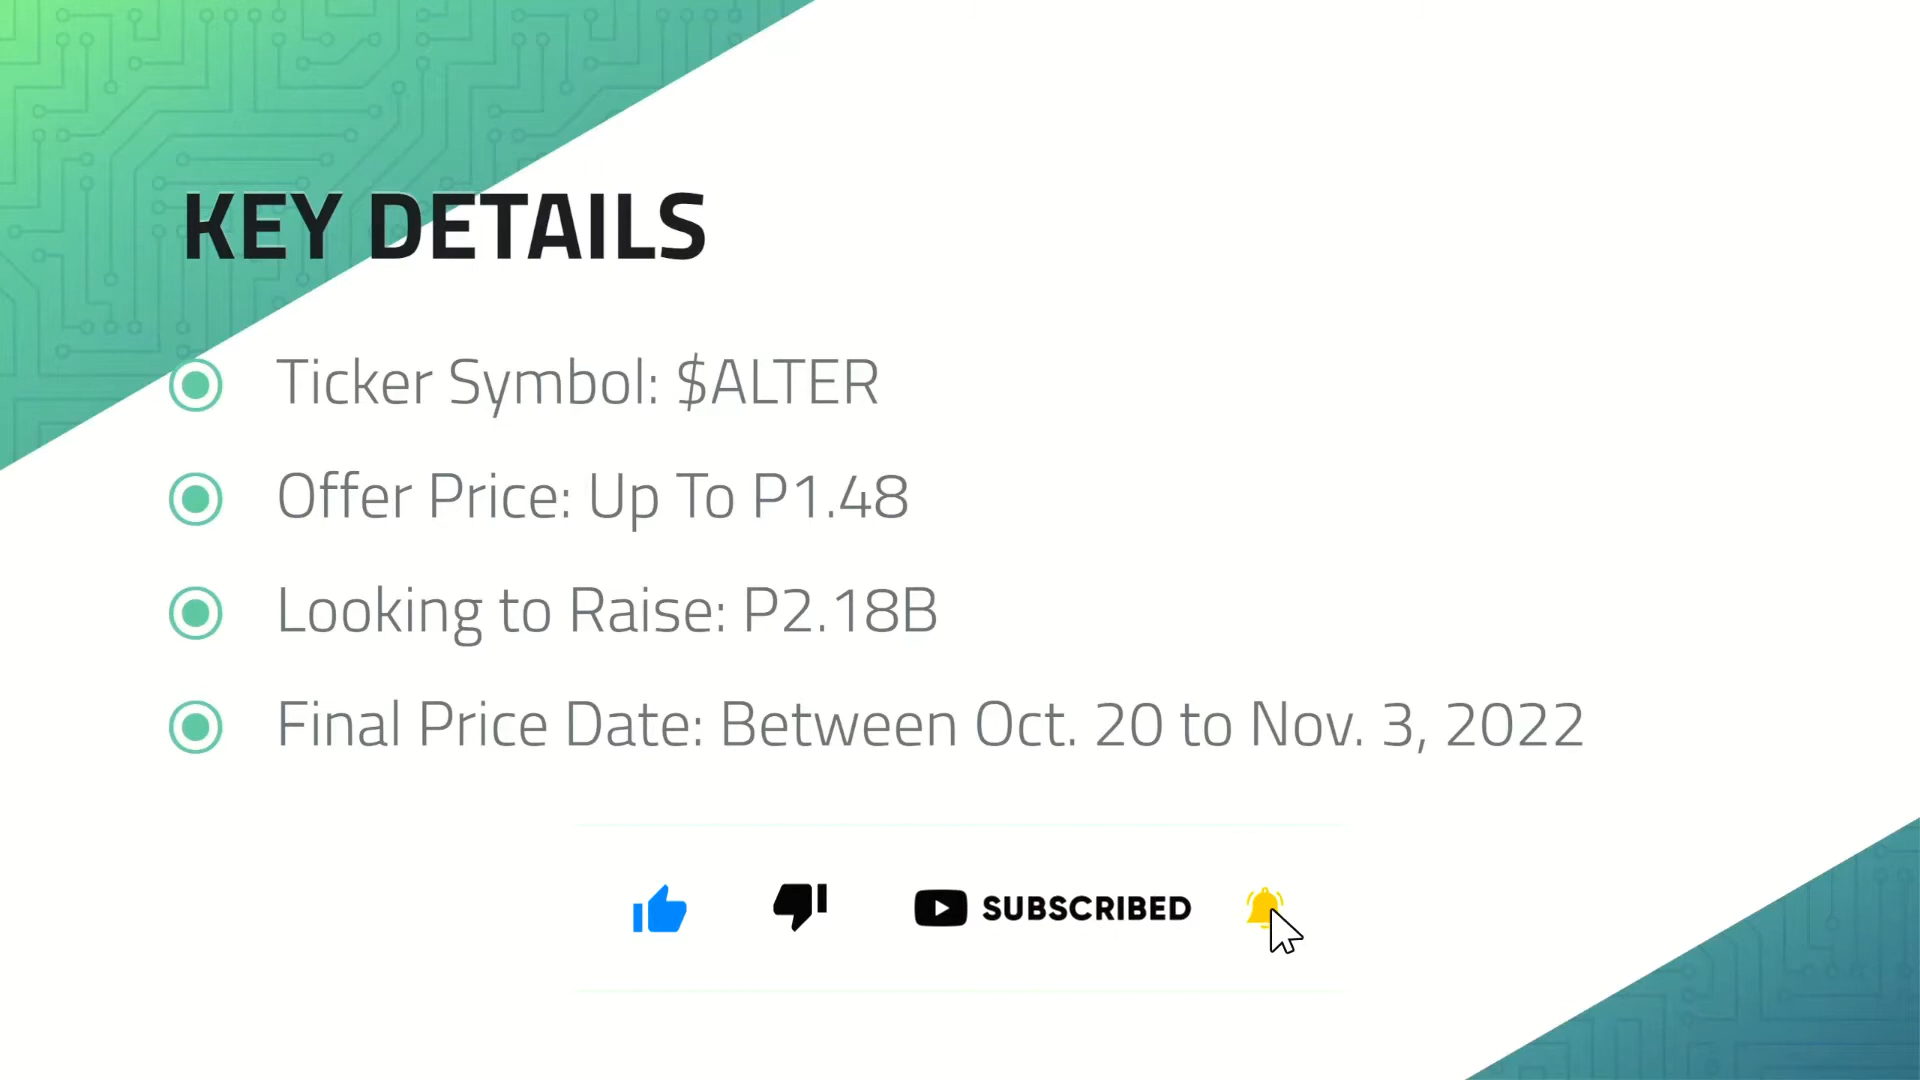 KEY DETAILS
Ticker Symbol: $ALTER
Offer Price: Up To P1.48
Looking to Raise: P2.18B
Final Price Date: Between Oct. 20 to Nov. 3, 2022
SUBSCRIBED